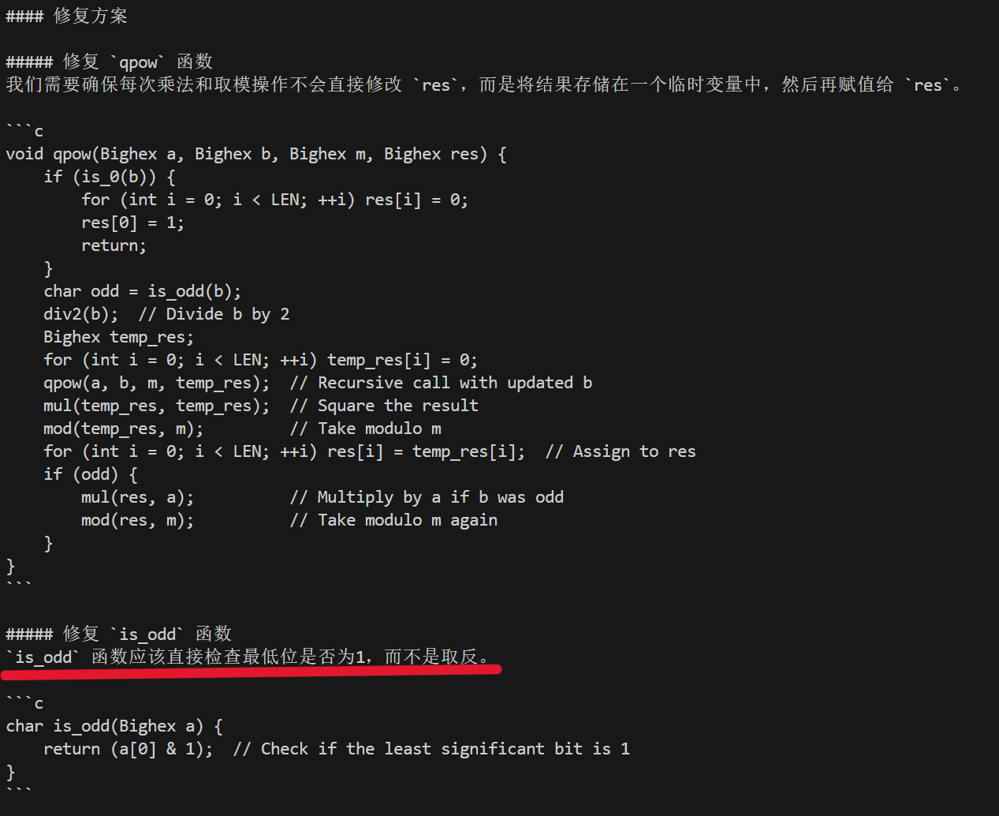 #### 修复方案
##### 修复 `qpow` 函数
我们需要确保每次乘法和取模操作不会直接修改 `res`，而是将结果存储在一个临时变量中，然后再赋值给 `res`。
```c
void qpow(Bighex a, Bighex b, Bighex m, Bighex res) {
    if (is_0(b)) {
        for (int i = 0; i < LEN; ++i) res[i] = 0;
        res[0] = 1;
        return;
    }
    char odd = is_odd(b);
    div2(b);  // Divide b by 2
    Bighex temp_res;
    for (int i = 0; i < LEN; ++i) temp_res[i] = 0;
    qpow(a, b, m, temp_res);  // Recursive call with updated b
    mul(temp_res, temp_res);  // Square the result
    mod(temp_res, m);         // Take modulo m
    for (int i = 0; i < LEN; ++i) res[i] = temp_res[i];  // Assign to res
    if (odd) {
        mul(res, a);          // Multiply by a if b was odd
        mod(res, m);          // Take modulo m again
    }
}
```
##### 修复 `is_odd` 函数
`is_odd` 函数应该直接检查最低位是否为1，而不是取反。
```c
char is_odd(Bighex a) {
    return (a[0] & 1);  // Check if the least significant bit is 1
}
```